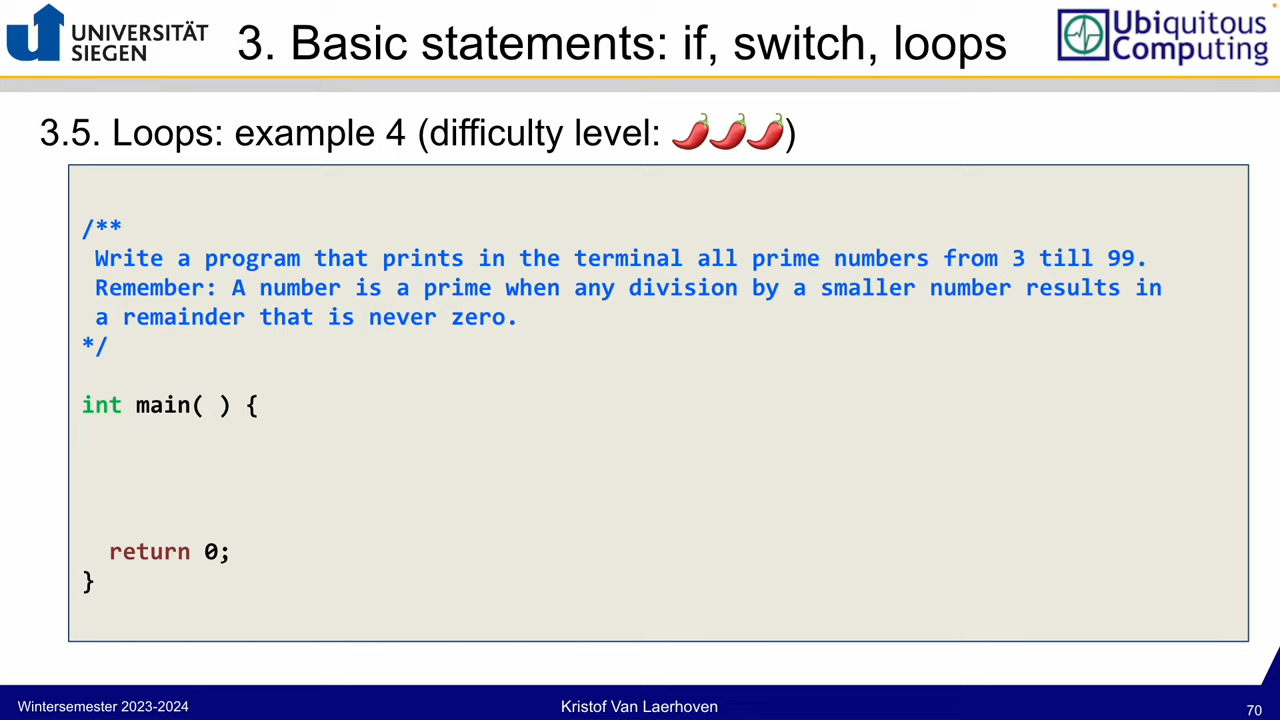 UNIVERSITÄT
SIEGEN
3. Basic statements: if, switch, loops
Ubiquitous
Computing
3.5. Loops: example 4 (difficulty level: 🌶️🌶️🌶️)
/**
Write a program that prints in the terminal all prime numbers from 3 till 99.
Remember: A number is a prime when any division by a smaller number results in
a remainder that is never zero.
*/
int main( ) {
return 0;
}
Wintersemester 2023-2024
Kristof Van Laerhoven
70